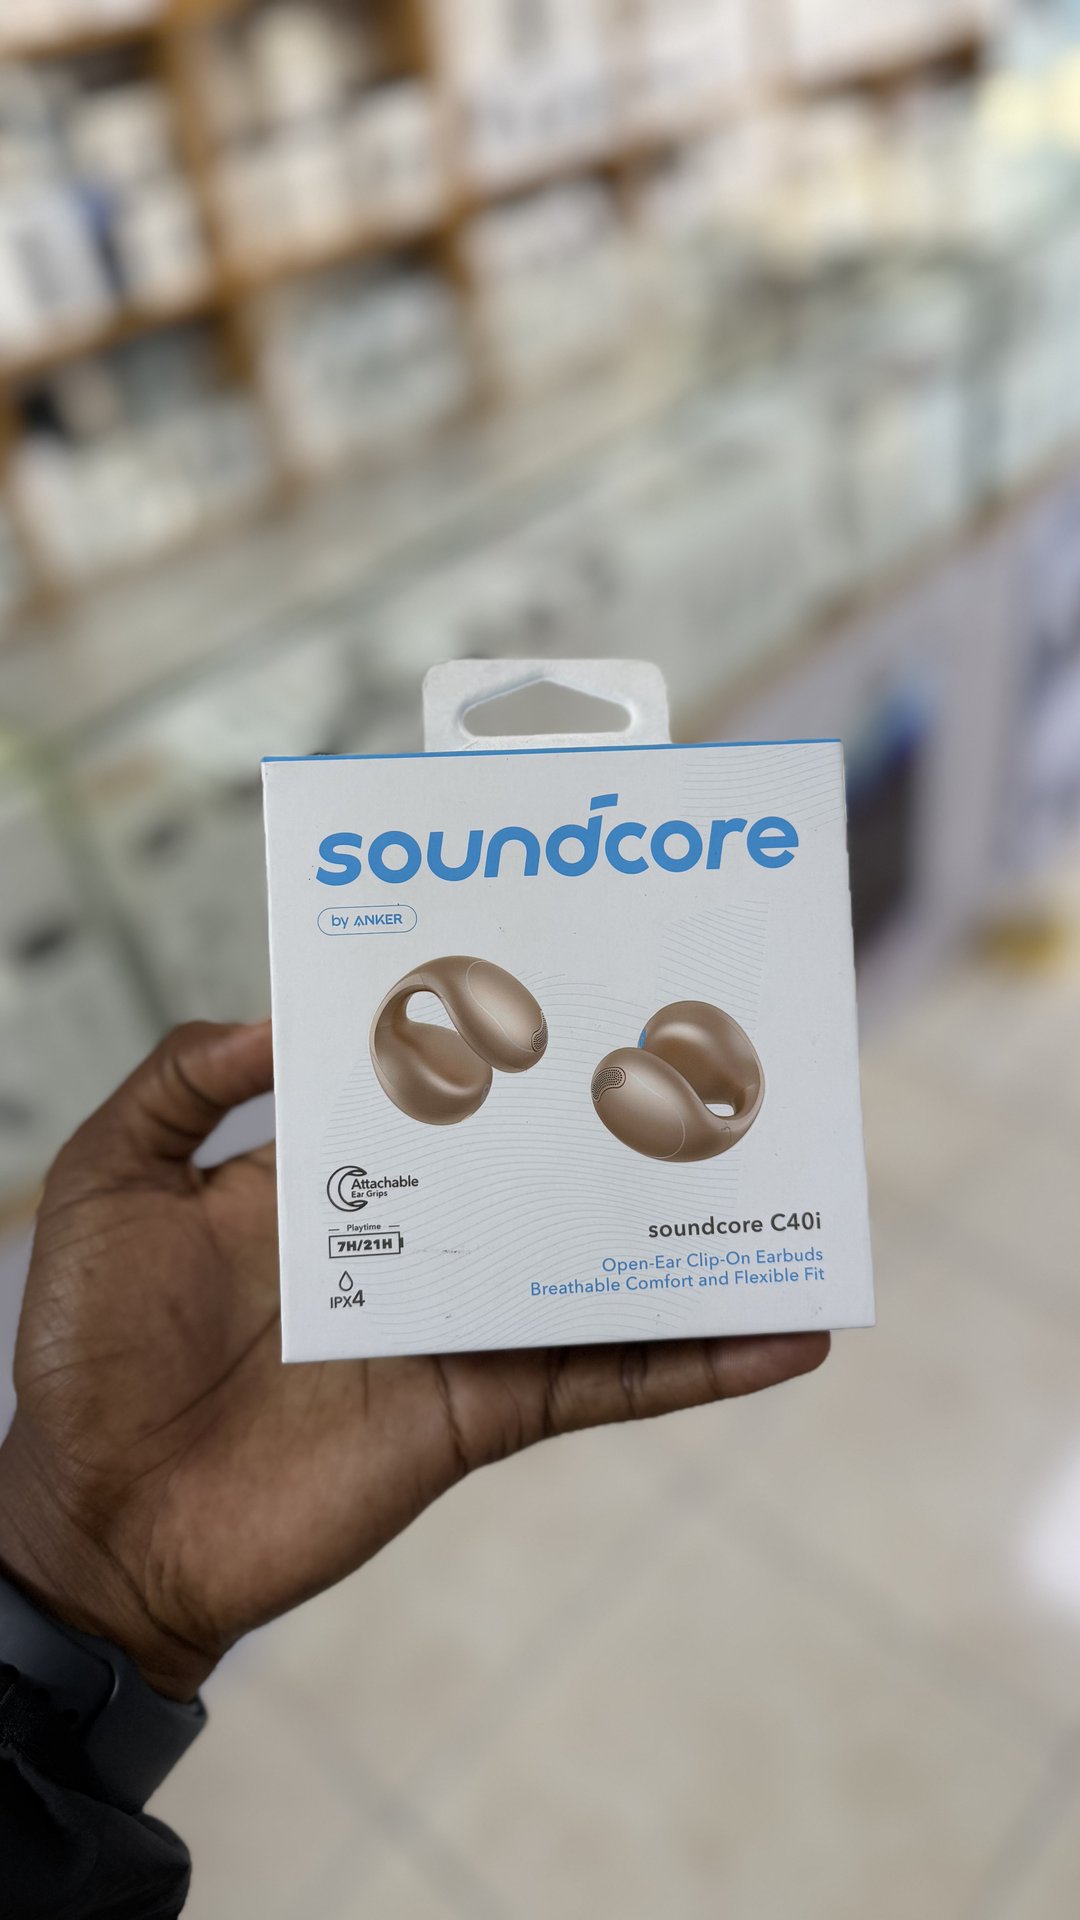 soundcore
by ANKER
Attachable
Ear Grips
Playtime
7H/21H
IPX4
soundcore C40i
Open-Ear Clip-On Earbuds
Breathable Comfort and Flexible Fit